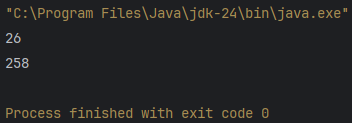 "C:\Program Files\Java\jdk-24\bin\java.exe"
26
258
Process finished with exit code 0